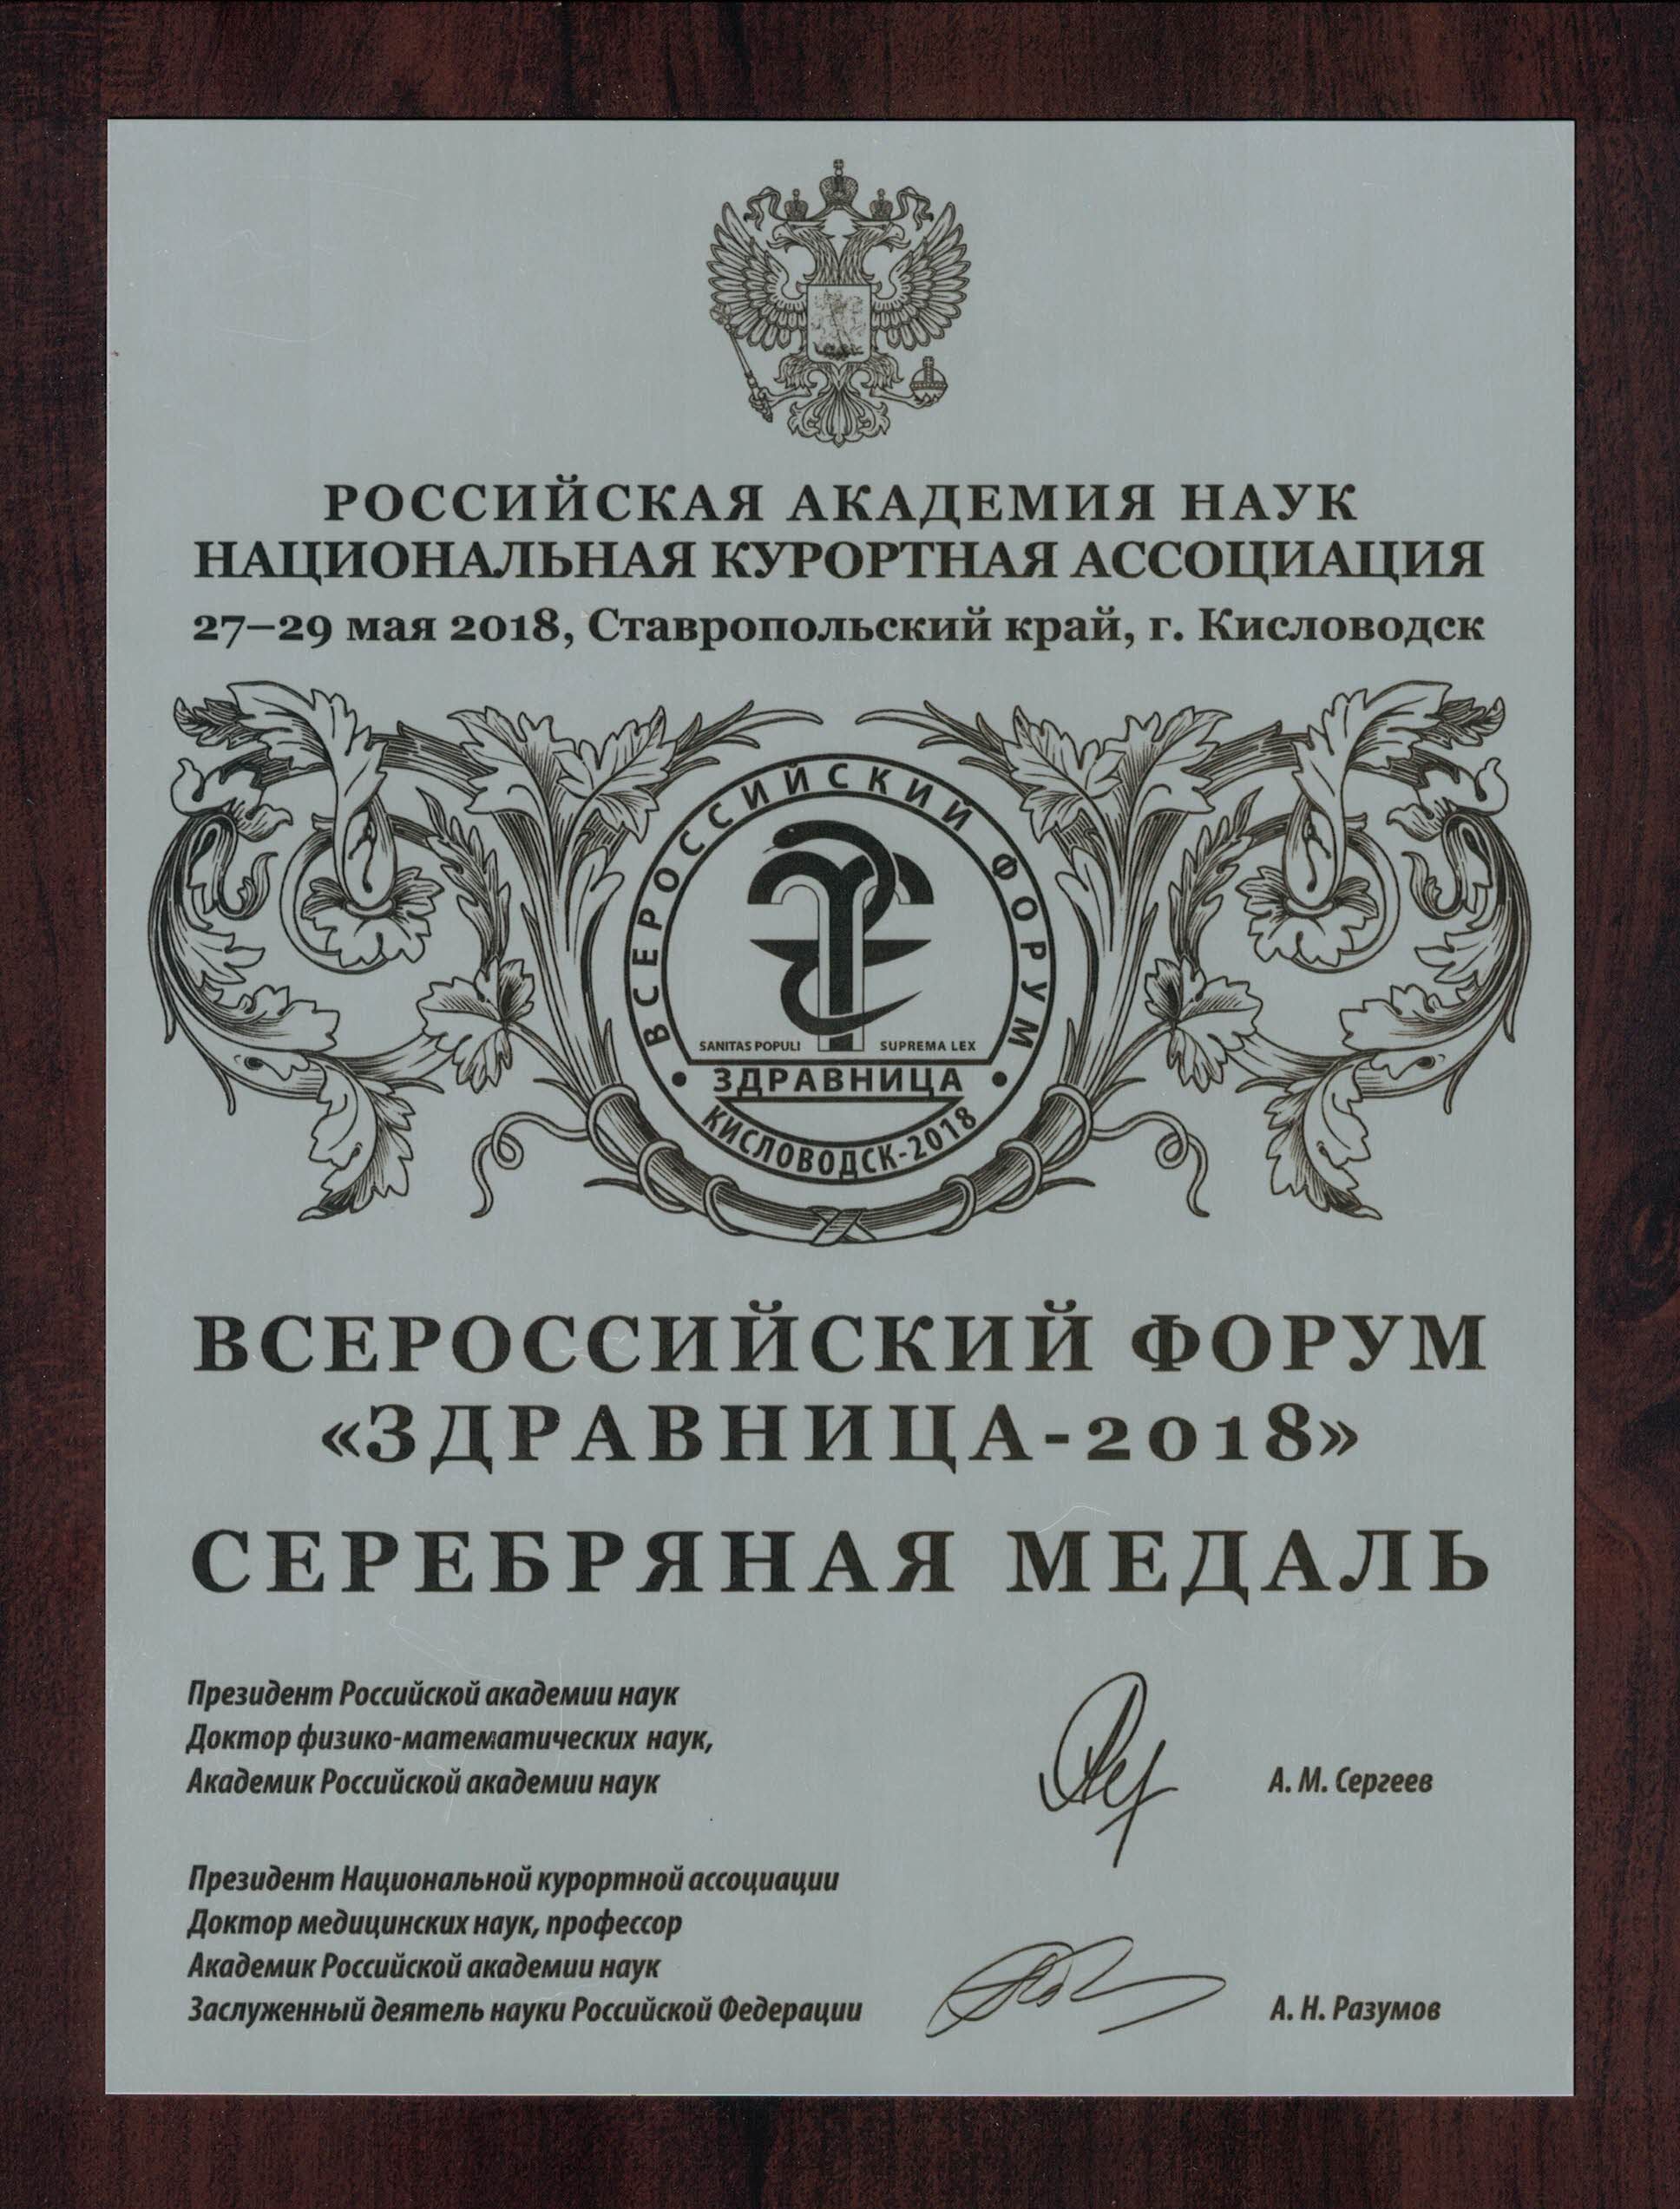 РОССИЙСКАЯ АКАДЕМИЯ НАУК
НАЦИОНАЛЬНАЯ КУРОРТНАЯ АССОЦИАЦИЯ
27–29 мая 2018, Ставропольский край, г. Кисловодск
ВСЕРОССИЙСКИЙ ФОРУМ
SANITAS POPULI SUPREMA LEX
• ЗДРАВНИЦА •
КИСЛОВОДСК-2018
ВСЕРОССИЙСКИЙ ФОРУМ
«ЗДРАВНИЦА-2018»
СЕРЕБРЯНАЯ МЕДАЛЬ
Президент Российской академии наук
Доктор физико-математических наук,
Академик Российской академии наук
А. М. Сергеев
Президент Национальной курортной ассоциации
Доктор медицинских наук, профессор
Академик Российской академии наук
Заслуженный деятель науки Российской Федерации
А. Н. Разумов